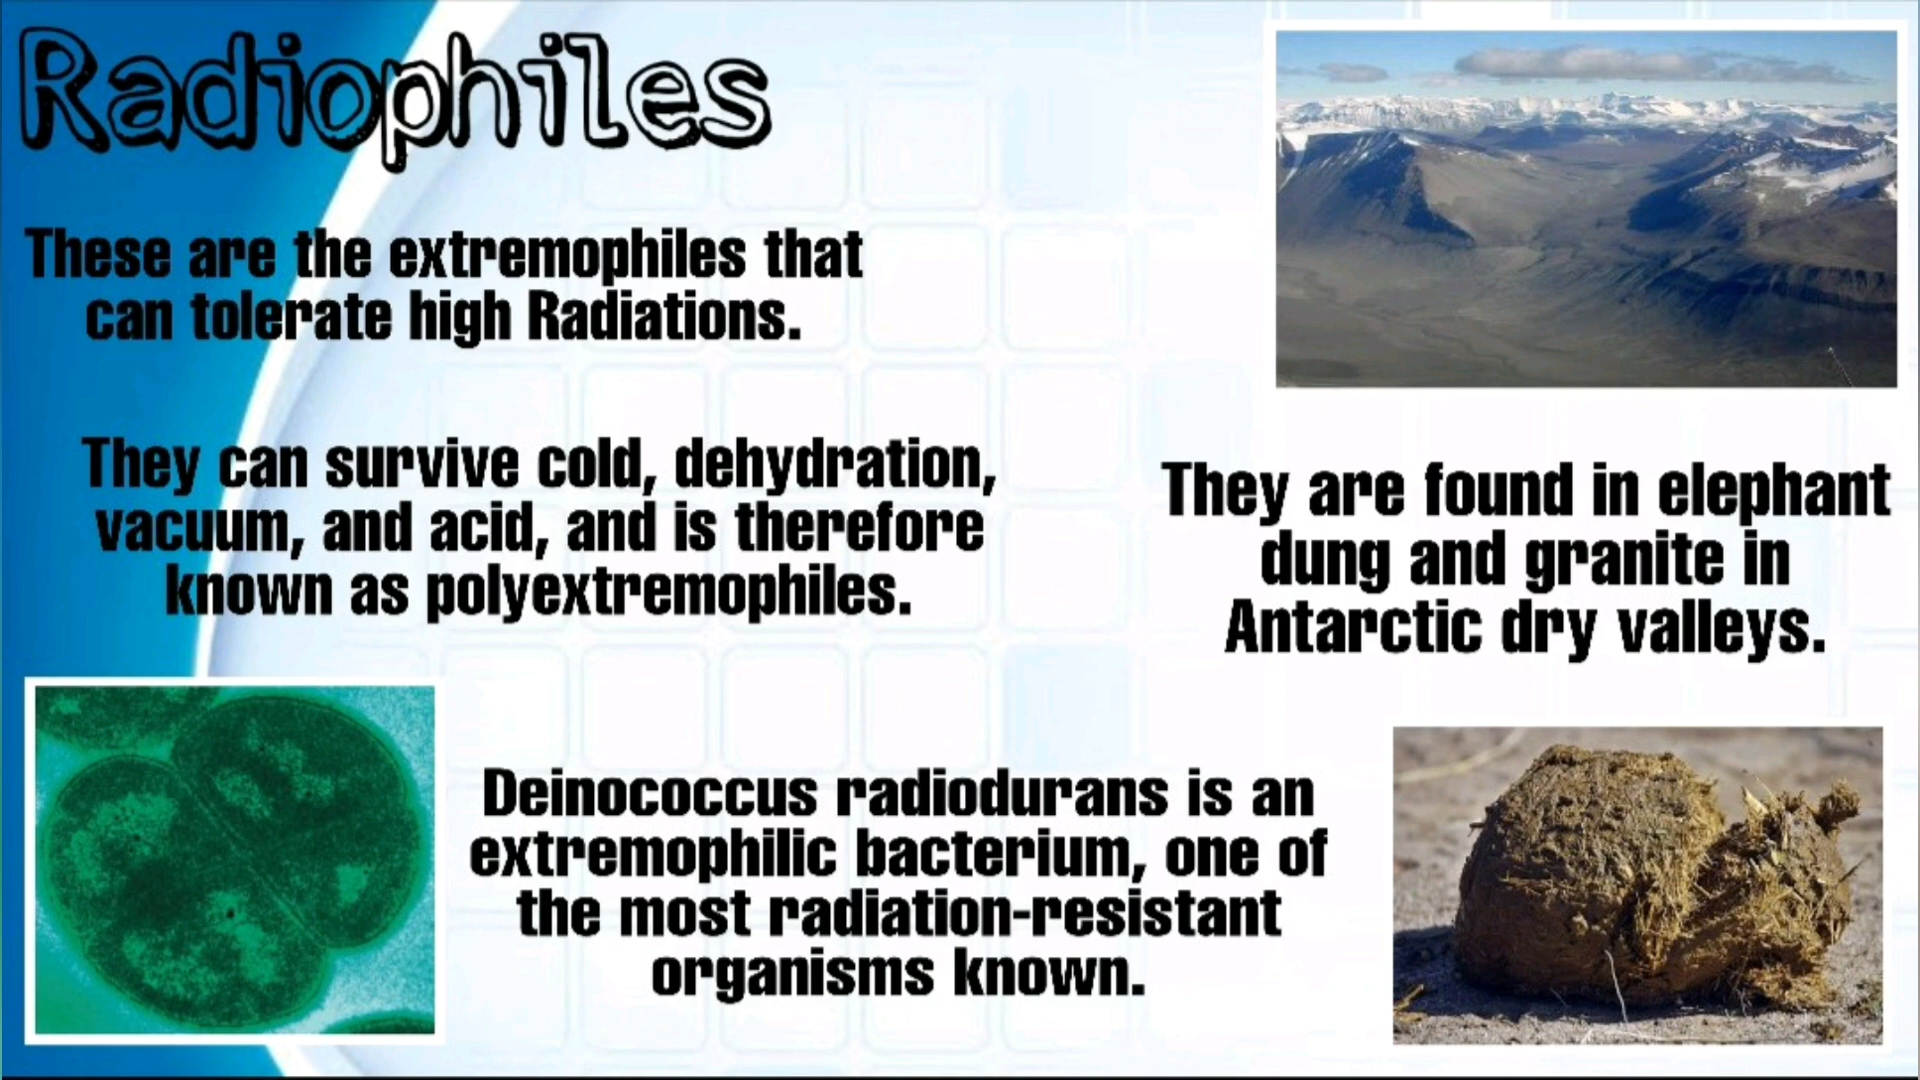 Radiophiles
These are the extremophiles that
can tolerate high Radiations.
They can survive cold, dehydration,
vacuum, and acid, and is therefore
known as polyextremophiles.
They are found in elephant
dung and granite in
Antarctic dry valleys.
Deinococcus radiodurans is an
extremophilic bacterium, one of
the most radiation-resistant
organisms known.